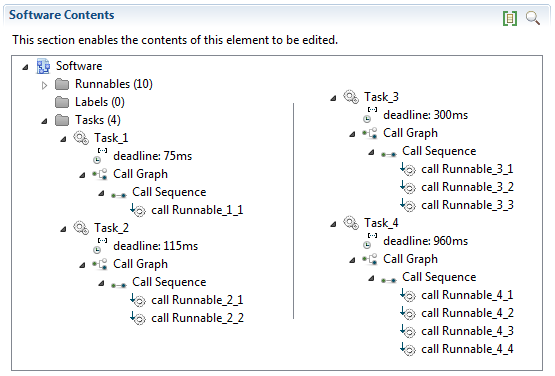 Software Contents
This section enables the contents of this element to be edited.
Software
Runnables (10)
Labels (0)
Tasks (4)
Task_1
deadline: 75ms
Call Graph
Call Sequence
call Runnable_1_1
Task_2
deadline: 115ms
Call Graph
Call Sequence
call Runnable_2_1
call Runnable_2_2
Task_3
deadline: 300ms
Call Graph
Call Sequence
call Runnable_3_1
call Runnable_3_2
call Runnable_3_3
Task_4
deadline: 960ms
Call Graph
Call Sequence
call Runnable_4_1
call Runnable_4_2
call Runnable_4_3
call Runnable_4_4